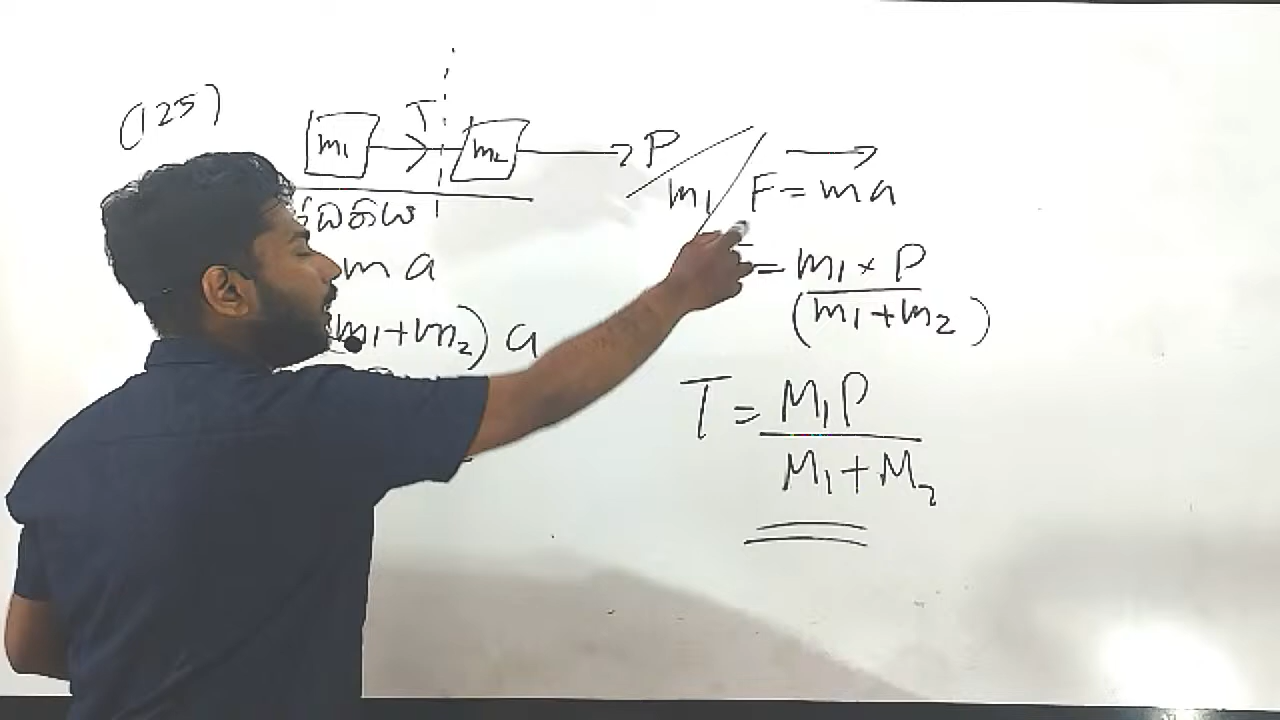 (125)
m1 T m2 P
m1 F = ma
m a
= m1 × P
(m1+m2)
m1+m2) a
T = M1P
M1+M2